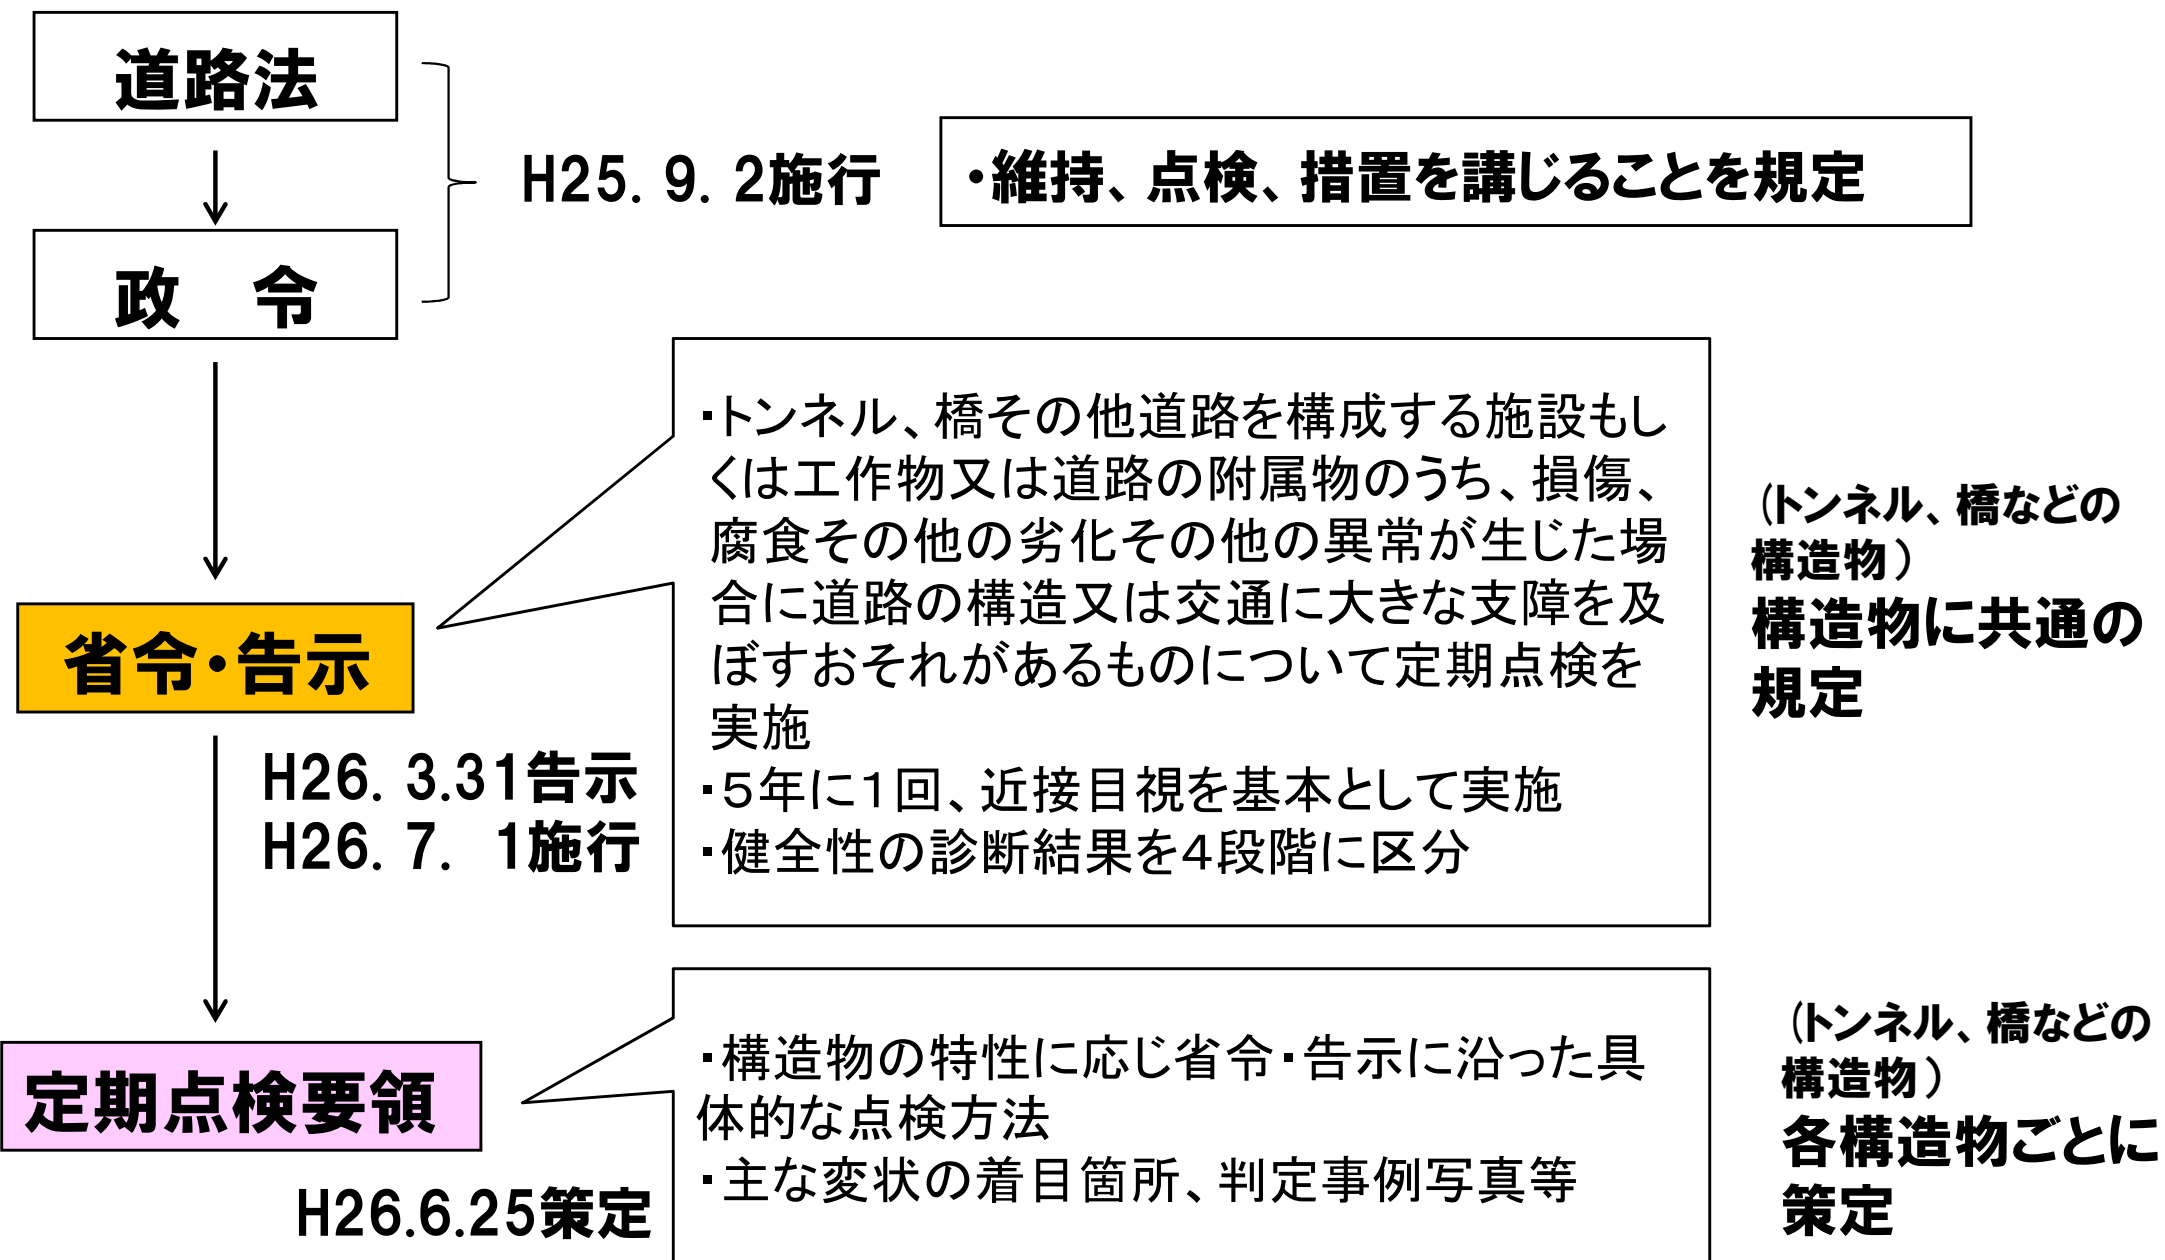 道路法
H25. 9. 2施行
・維持、点検、措置を講じることを規定
政　令
・トンネル、橋その他道路を構成する施設もし
くは工作物又は道路の附属物のうち、損傷、
腐食その他の劣化その他の異常が生じた場
合に道路の構造又は交通に大きな支障を及
ぼすおそれがあるものについて定期点検を
実施
・５年に１回、近接目視を基本として実施
・健全性の診断結果を４段階に区分
(トンネル、橋などの
構造物)
構造物に共通の
規定
省令・告示
H26. 3.31告示
H26. 7. 1施行
・構造物の特性に応じ省令・告示に沿った具
体的な点検方法
・主な変状の着目箇所、判定事例写真等
(トンネル、橋などの
構造物)
各構造物ごとに
策定
定期点検要領
H26.6.25策定